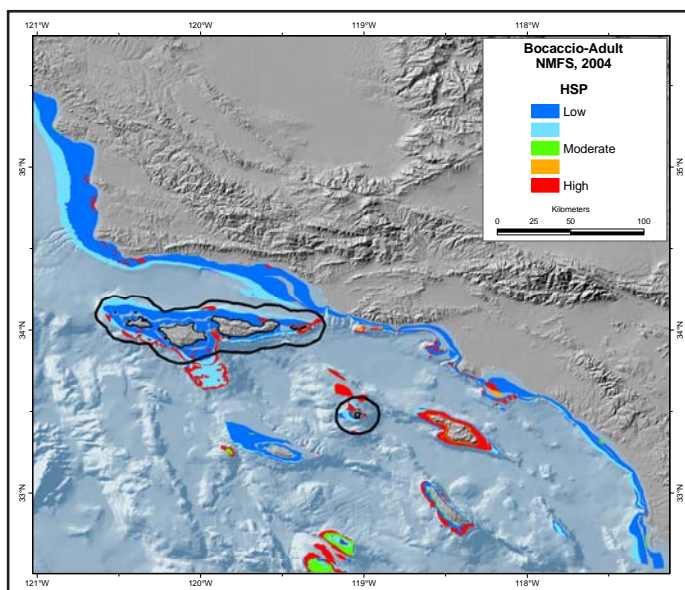 121°W
120°W
119°W
118°W
Bocaccio-Adult
NMFS, 2004
HSP
Low
Moderate
High
Kilometers
0 25 50 100
35°N
35°N
34°N
34°N
33°N
33°N
121°W
120°W
119°W
118°W